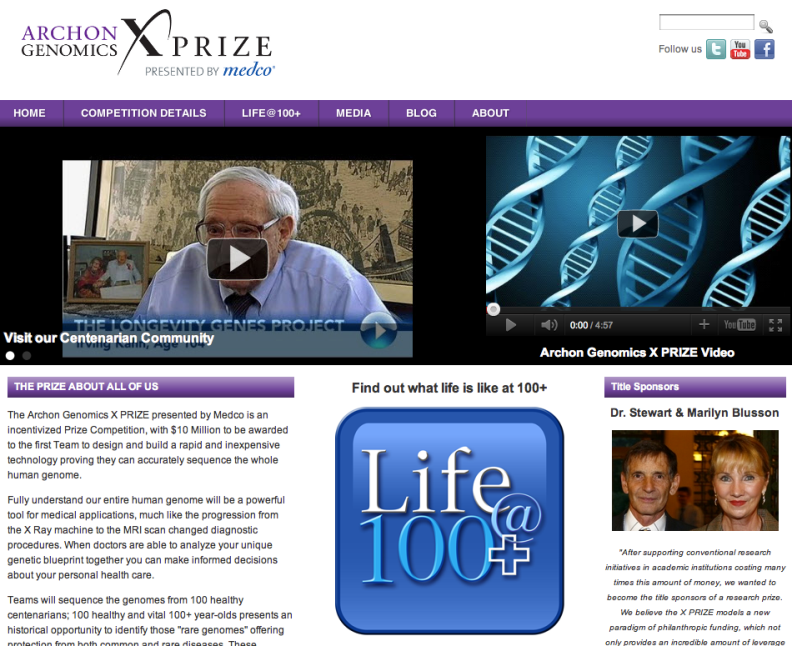 ARCHON
GENOMICS
X PRIZE
PRESENTED BY medco
Follow us
You
Tube
HOME
COMPETITION DETAILS
LIFE@100+
MEDIA
BLOG
ABOUT
THE LONGEVITY GENES PROJECT
Irving Kahn, Age 104
Visit our Centenarian Community
0:00 / 4:57
YouTube
Archon Genomics X PRIZE Video
THE PRIZE ABOUT ALL OF US
The Archon Genomics X PRIZE presented by Medco is an
incentivized Prize Competition, with $10 Million to be awarded
to the first Team to design and build a rapid and inexpensive
technology proving they can accurately sequence the whole
human genome.
Fully understand our entire human genome will be a powerful
tool for medical applications, much like the progression from
the X Ray machine to the MRI scan changed diagnostic
procedures. When doctors are able to analyze your unique
genetic blueprint together you can make informed decisions
about your personal health care.
Teams will sequence the genomes from 100 healthy
centenarians; 100 healthy and vital 100+ year-olds presents an
historical opportunity to identify those "rare genomes" offering
protection from both common and rare diseases. These
Find out what life is like at 100+
Life
@
100+
Title Sponsors
Dr. Stewart & Marilyn Blusson
"After supporting conventional research
initiatives in academic institutions costing many
times this amount of money, we wanted to
become the title sponsors of a research prize.
We believe the X PRIZE models a new
paradigm of philanthropic funding, which not
only provides an incredible amount of leverage